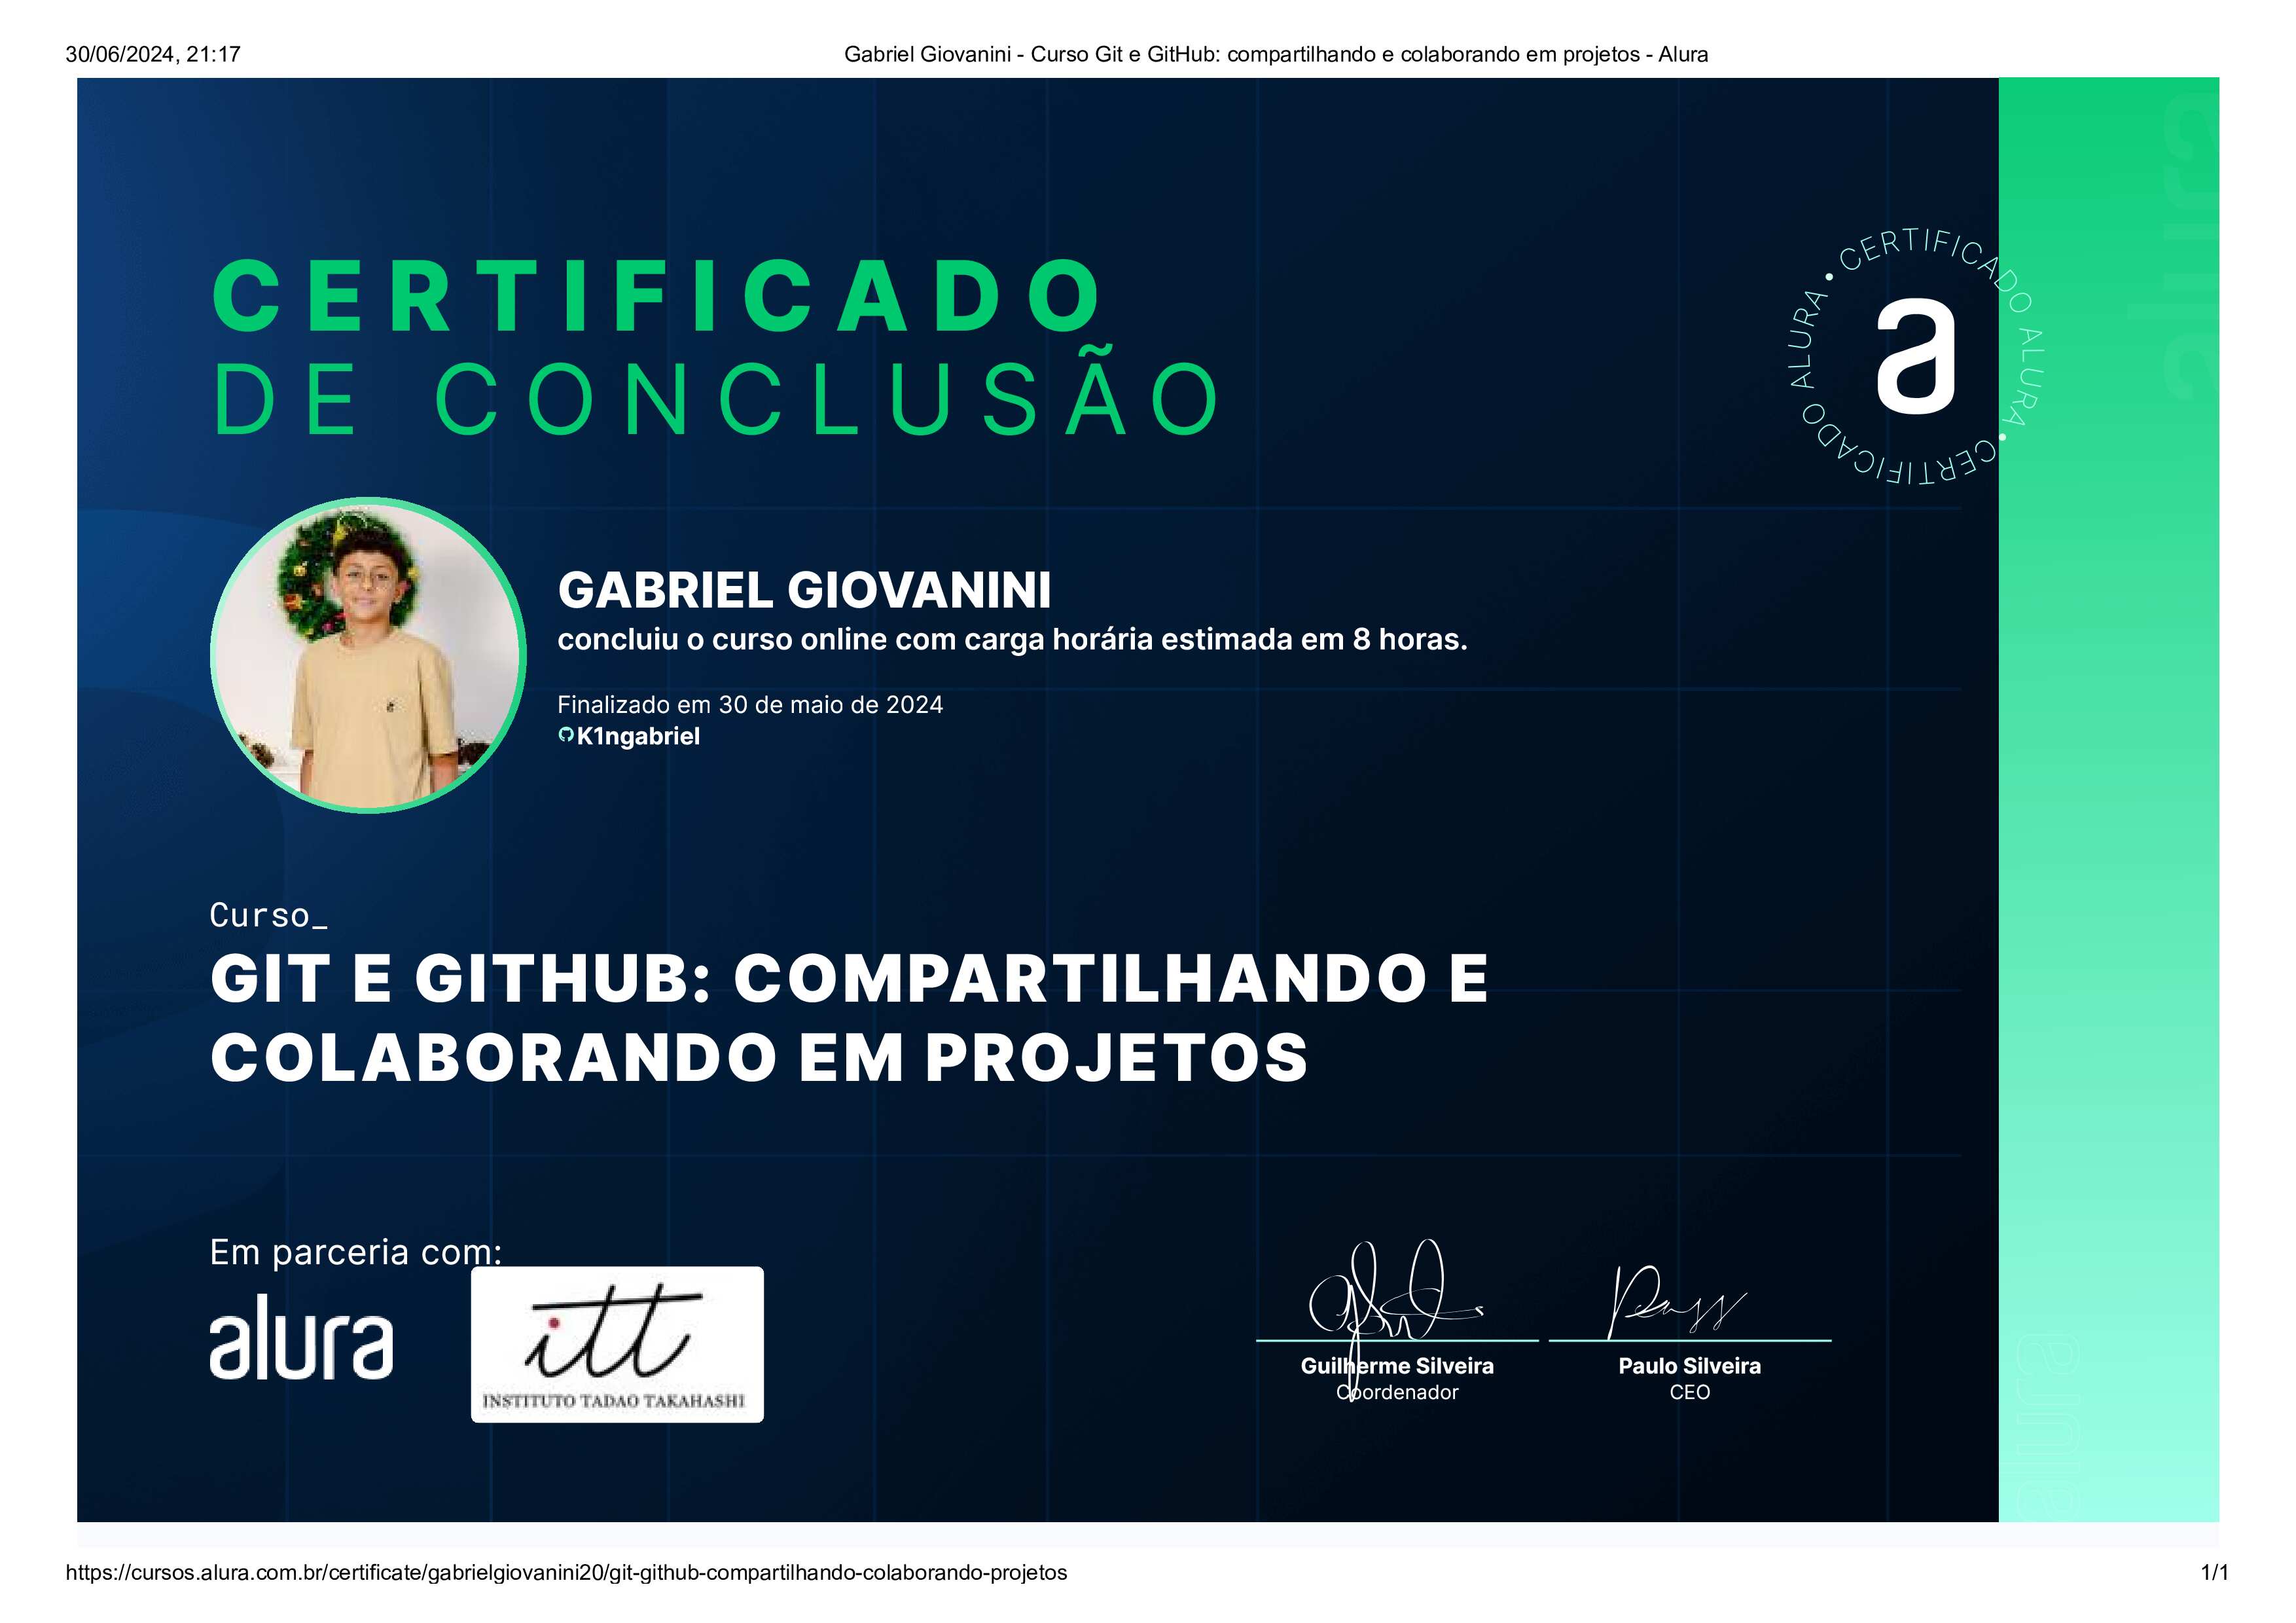 30/06/2024, 21:17
Gabriel Giovanini - Curso Git e GitHub: compartilhando e colaborando em projetos - Alura
alura
CERTIFICADO
DE CONCLUSÃO
CERTIFICADO ALURA • CERTIFICADO ALURA •
a
GABRIEL GIOVANINI
concluiu o curso online com carga horária estimada em 8 horas.
Finalizado em 30 de maio de 2024
K1ngabriel
Curso_
GIT E GITHUB: COMPARTILHANDO E
COLABORANDO EM PROJETOS
Em parceria com:
alura
itt
INSTITUTO TADAO TAKAHASHI
Guilherme Silveira
Coordenador
Paulo Silveira
CEO
alura
https://cursos.alura.com.br/certificate/gabrielgiovanini20/git-github-compartilhando-colaborando-projetos
1/1